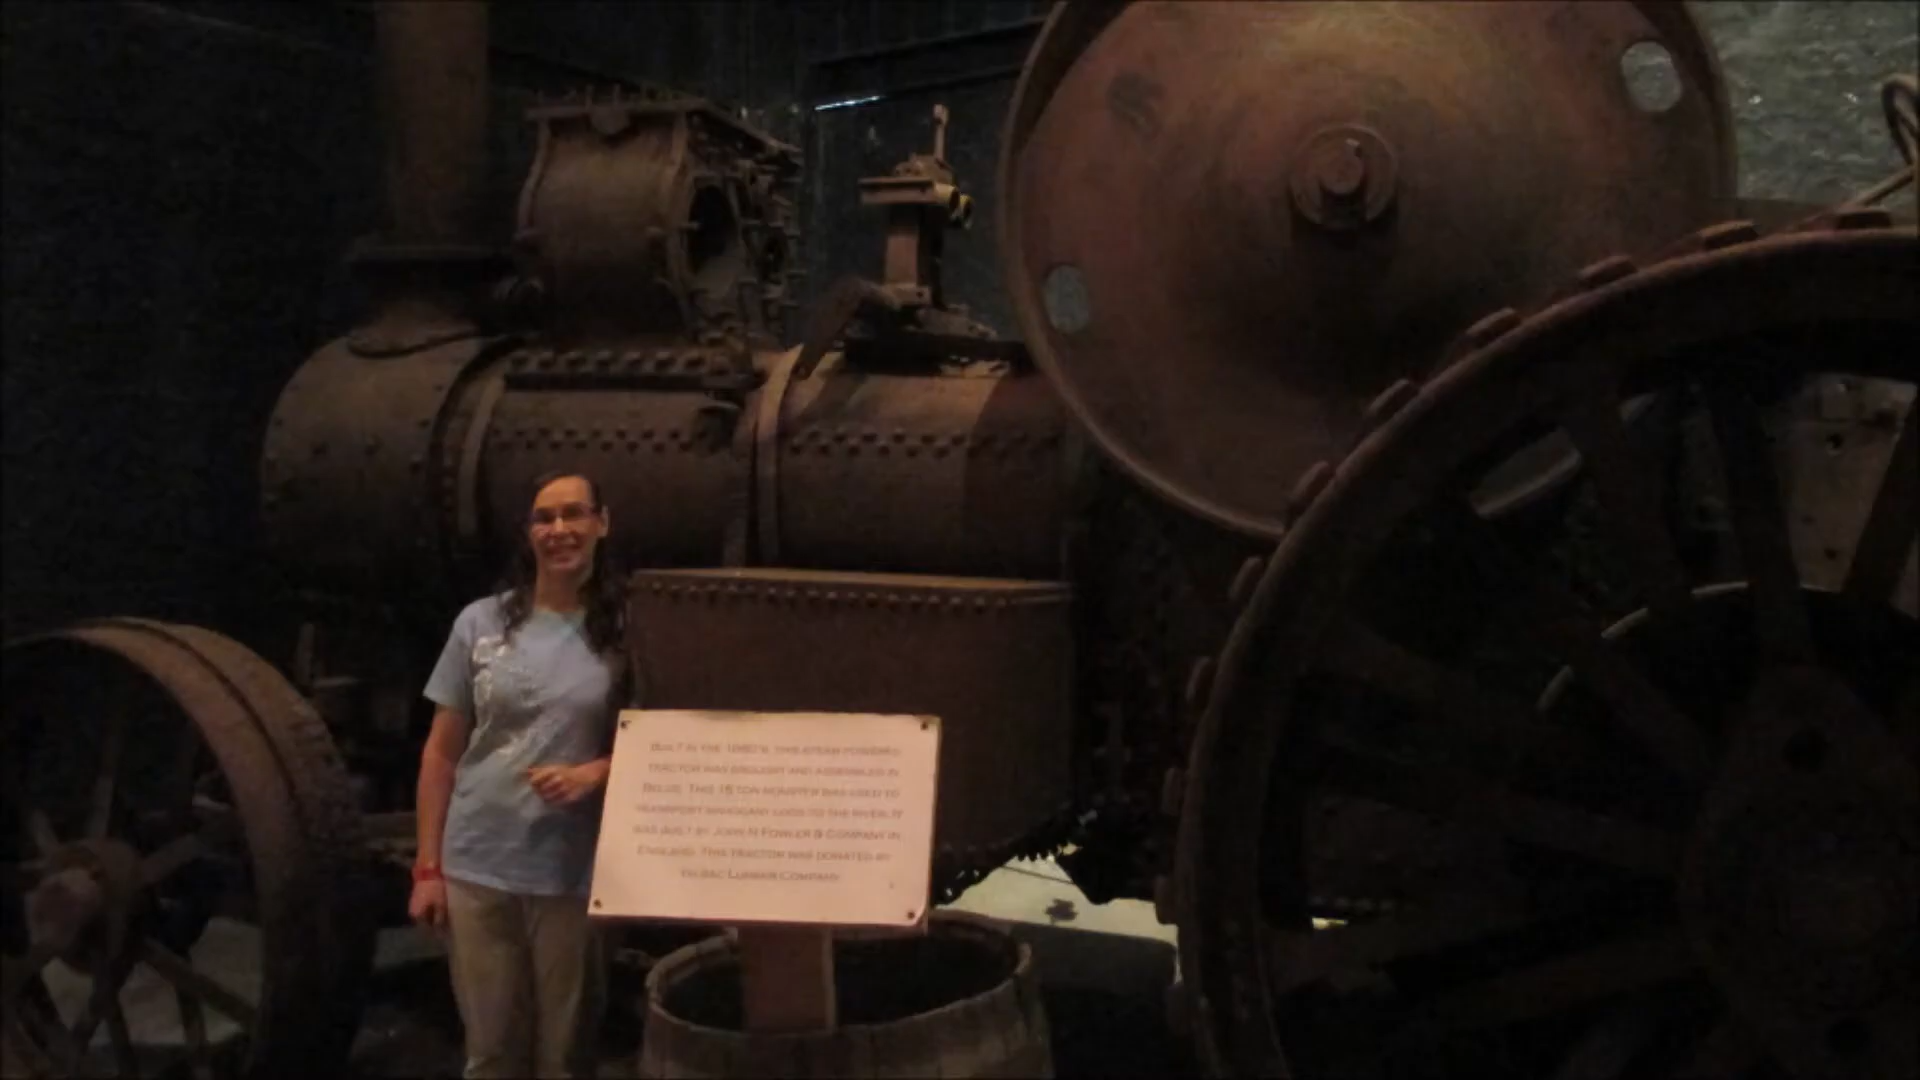 BUILT IN THE 1880'S, THIS STEAM POWERED
TRACTOR WAS BROUGHT AND ASSEMBLED IN
BELIZE. THIS 15 TON MONSTER WAS USED TO
TRANSPORT MAHOGANY LOGS TO THE RIVER. IT
WAS BUILT BY JOHN N FOWLER & COMPANY IN
ENGLAND. THIS TRACTOR WAS DONATED BY
LUMBER COMPANY